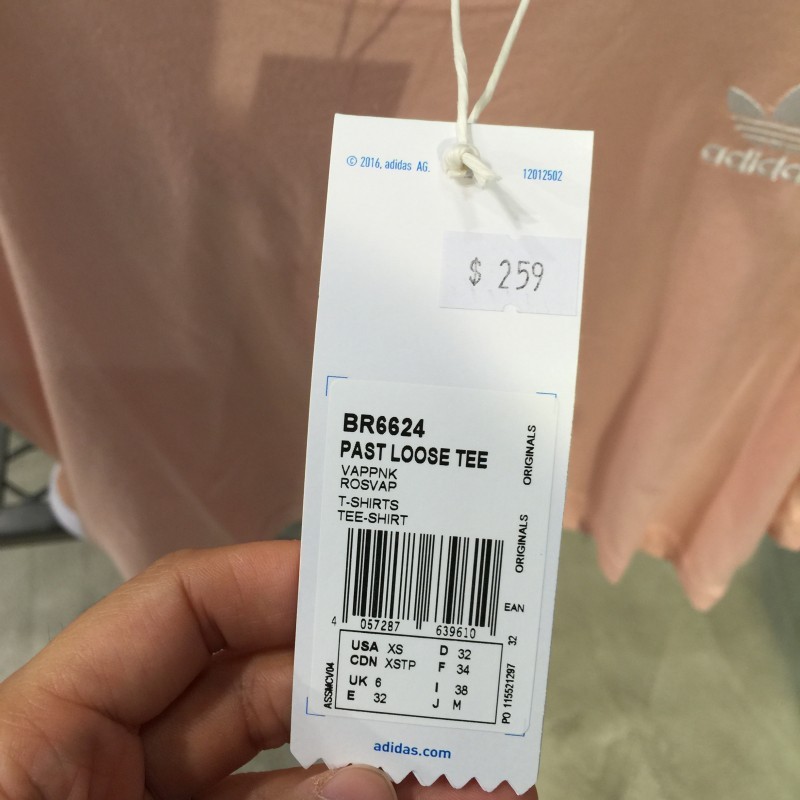 © 2016, adidas AG.
12012502
$ 259
adidas
BR6624
PAST LOOSE TEE
VAPPNK
ROSVAP
T-SHIRTS
TEE-SHIRT
ORIGINALS
ORIGINALS
EAN
32
4 057287 639610
USA XS D 32
CDN XSTP F 34
UK 6 I 38
E 32 J M
ASSMCV04
PO 115521297
adidas.com